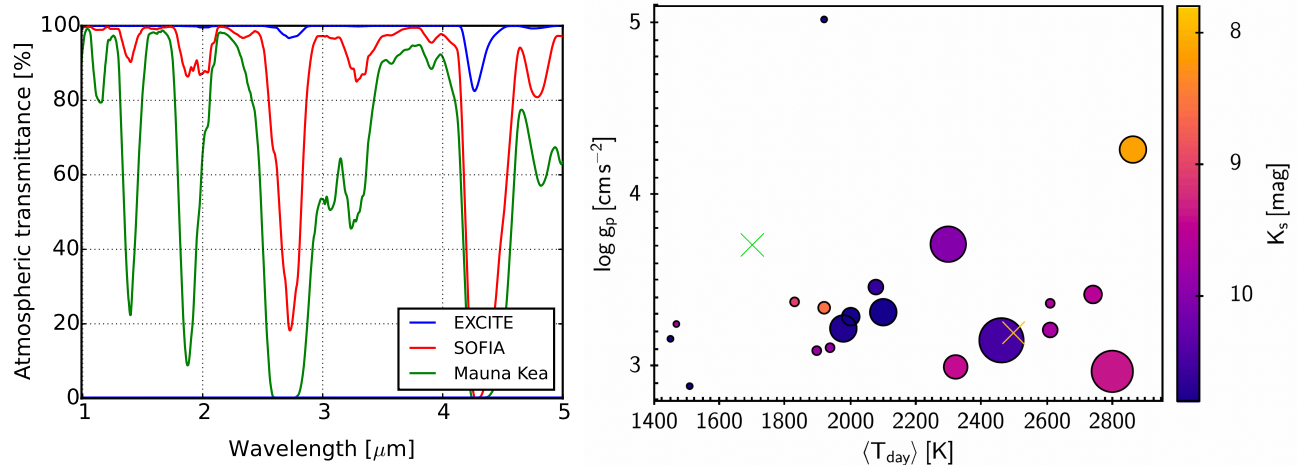 Atmospheric transmittance [%]
100
80
60
40
20
0
1 2 3 4 5
Wavelength [μm]
EXCITE
SOFIA
Mauna Kea
log g_p [cm s^−2]
5
4
3
1400 1600 1800 2000 2200 2400 2600 2800
⟨T_day⟩ [K]
8
9
10
K_s [mag]